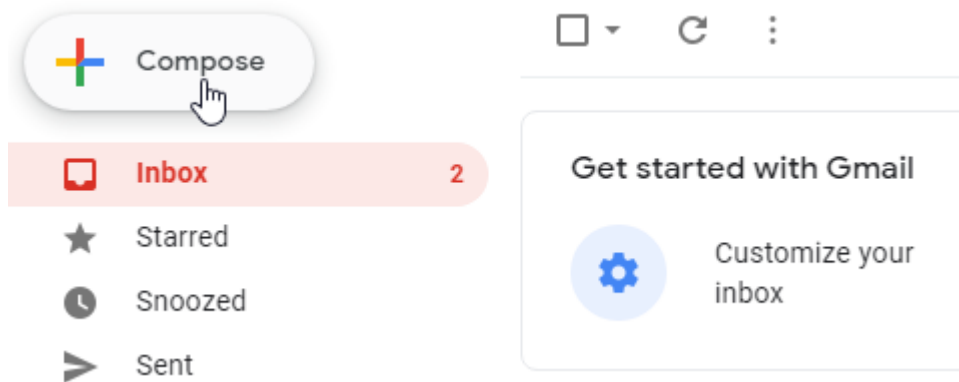 Compose
Inbox 2
Starred
Snoozed
Sent
Get started with Gmail
Customize your
inbox